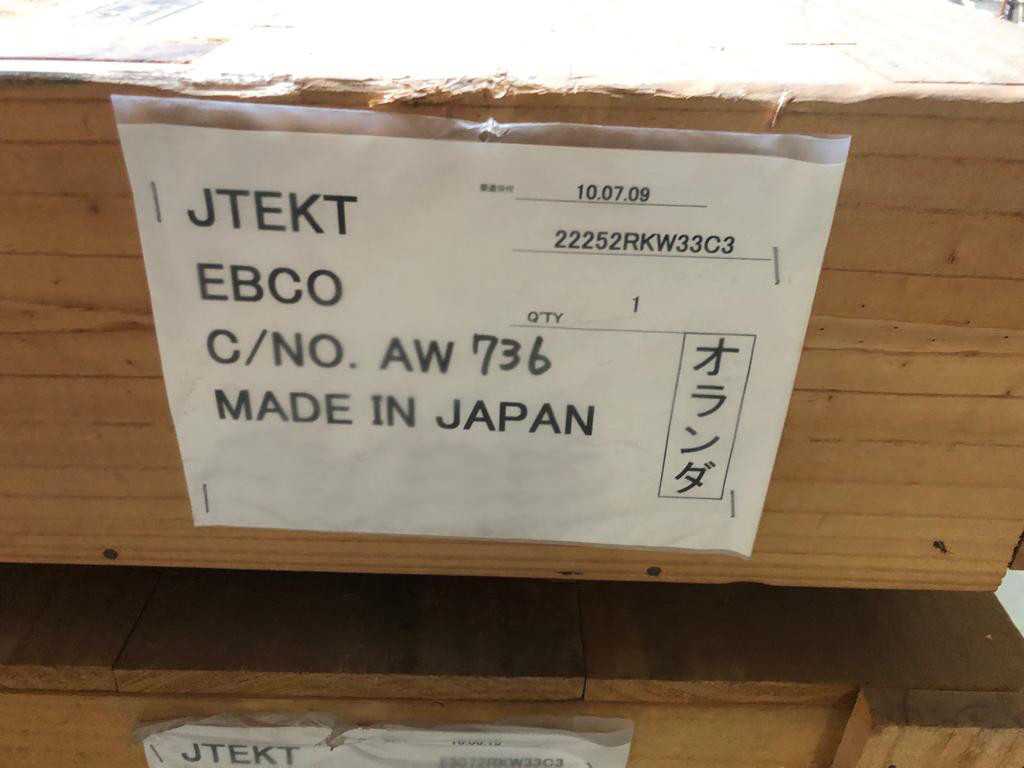 JTEKT
EBCO
C/NO. AW 736
MADE IN JAPAN
10.07.09
22252RKW33C3
Q'TY 1
オランダ
JTEKT